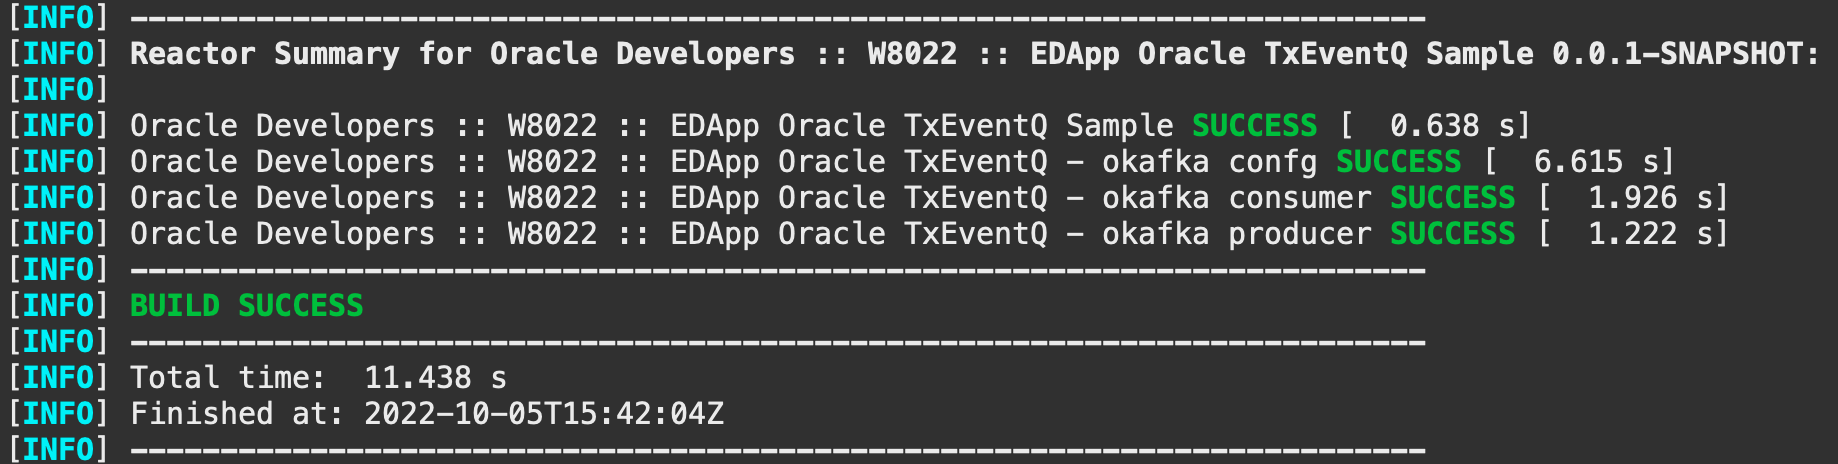 [INFO] ------------------------------------------------------------------------
[INFO] Reactor Summary for Oracle Developers :: W8022 :: EDApp Oracle TxEventQ Sample 0.0.1-SNAPSHOT:
[INFO]
[INFO] Oracle Developers :: W8022 :: EDApp Oracle TxEventQ Sample SUCCESS [  0.638 s]
[INFO] Oracle Developers :: W8022 :: EDApp Oracle TxEventQ - okafka confg SUCCESS [  6.615 s]
[INFO] Oracle Developers :: W8022 :: EDApp Oracle TxEventQ - okafka consumer SUCCESS [  1.926 s]
[INFO] Oracle Developers :: W8022 :: EDApp Oracle TxEventQ - okafka producer SUCCESS [  1.222 s]
[INFO] ------------------------------------------------------------------------
[INFO] BUILD SUCCESS
[INFO] ------------------------------------------------------------------------
[INFO] Total time:  11.438 s
[INFO] Finished at: 2022-10-05T15:42:04Z
[INFO] ------------------------------------------------------------------------